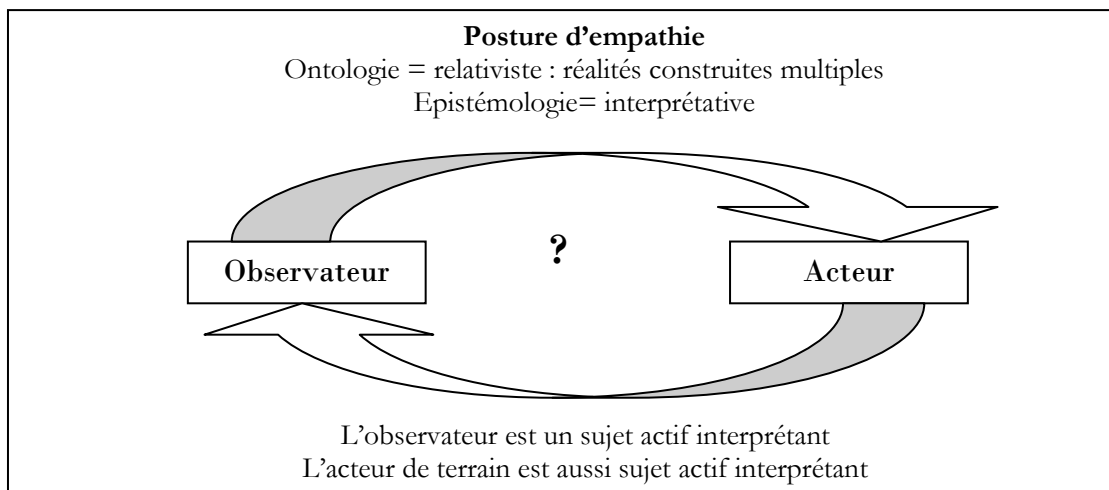 Posture d’empathie
Ontologie = relativiste : réalités construites multiples
Epistémologie= interprétative
?
Observateur
Acteur
L’observateur est un sujet actif interprétant
L’acteur de terrain est aussi sujet actif interprétant